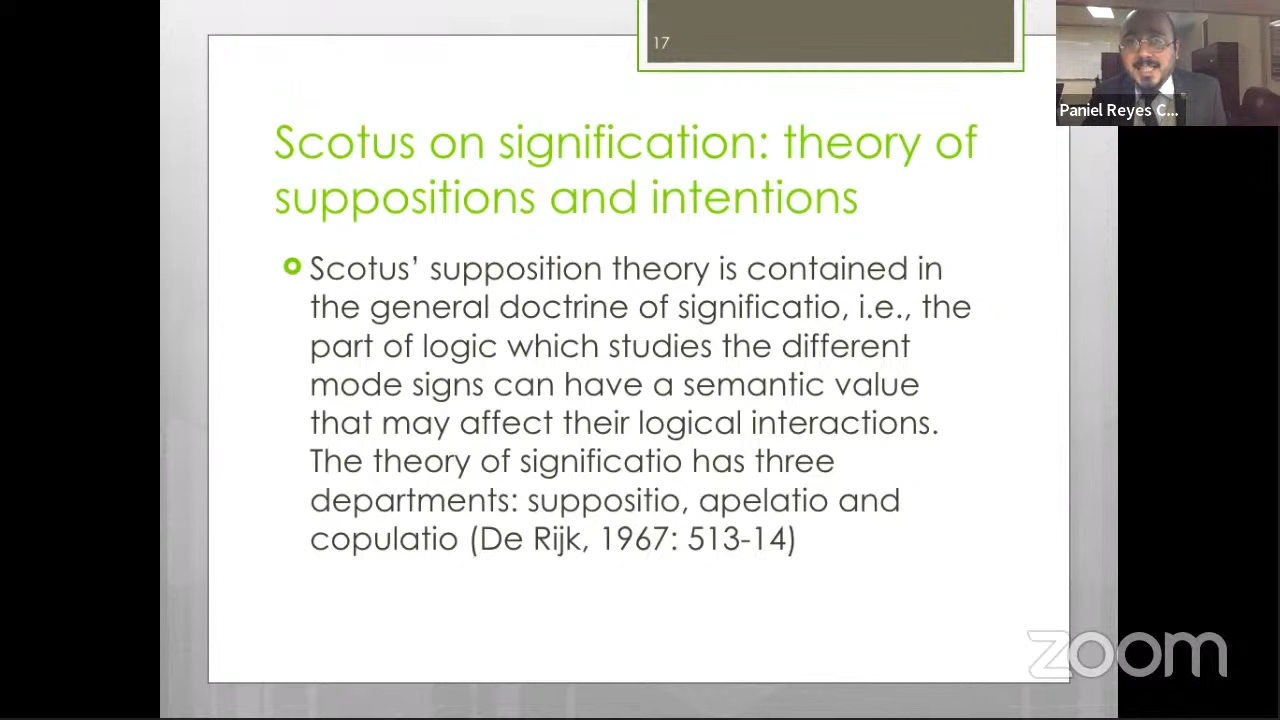 17
Paniel Reyes C...
Scotus on signification: theory of
suppositions and intentions
Scotus’ supposition theory is contained in
the general doctrine of significatio, i.e., the
part of logic which studies the different
mode signs can have a semantic value
that may affect their logical interactions.
The theory of significatio has three
departments: suppositio, apelatio and
copulatio (De Rijk, 1967: 513-14)
zoom